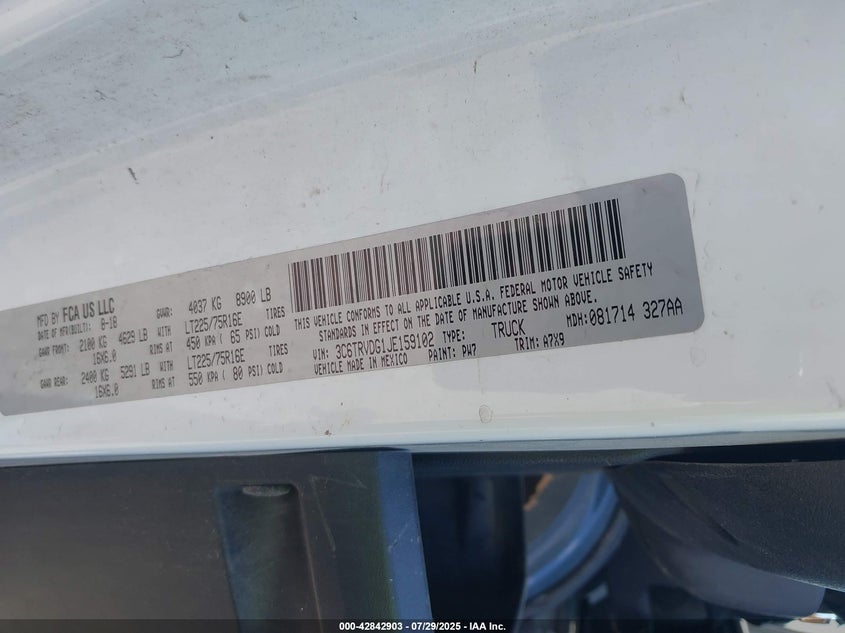 MFD BY FCA US LLC
DATE OF MFR(BUILT): 8-18 GVWR: 4037 KG 8900 LB
GAWR FRONT: 2100 KG 4629 LB WITH LT225/75R16E TIRES
16X6.0 RIMS AT 450 KPA ( 65 PSI) COLD
GAWR REAR: 2400 KG 5291 LB WITH LT225/75R16E TIRES
16X6.0 RIMS AT 550 KPA ( 80 PSI) COLD
THIS VEHICLE CONFORMS TO ALL APPLICABLE U.S.A. FEDERAL MOTOR VEHICLE SAFETY
STANDARDS IN EFFECT ON THE DATE OF MANUFACTURE SHOWN ABOVE.
VIN: 3C6TRVDG1JE159102 TYPE: TRUCK MDH: 081714 327AA
VEHICLE MADE IN MEXICO PAINT: PW7 TRIM: A7X9
000-42842903 - 07/29/2025 - IAA Inc.